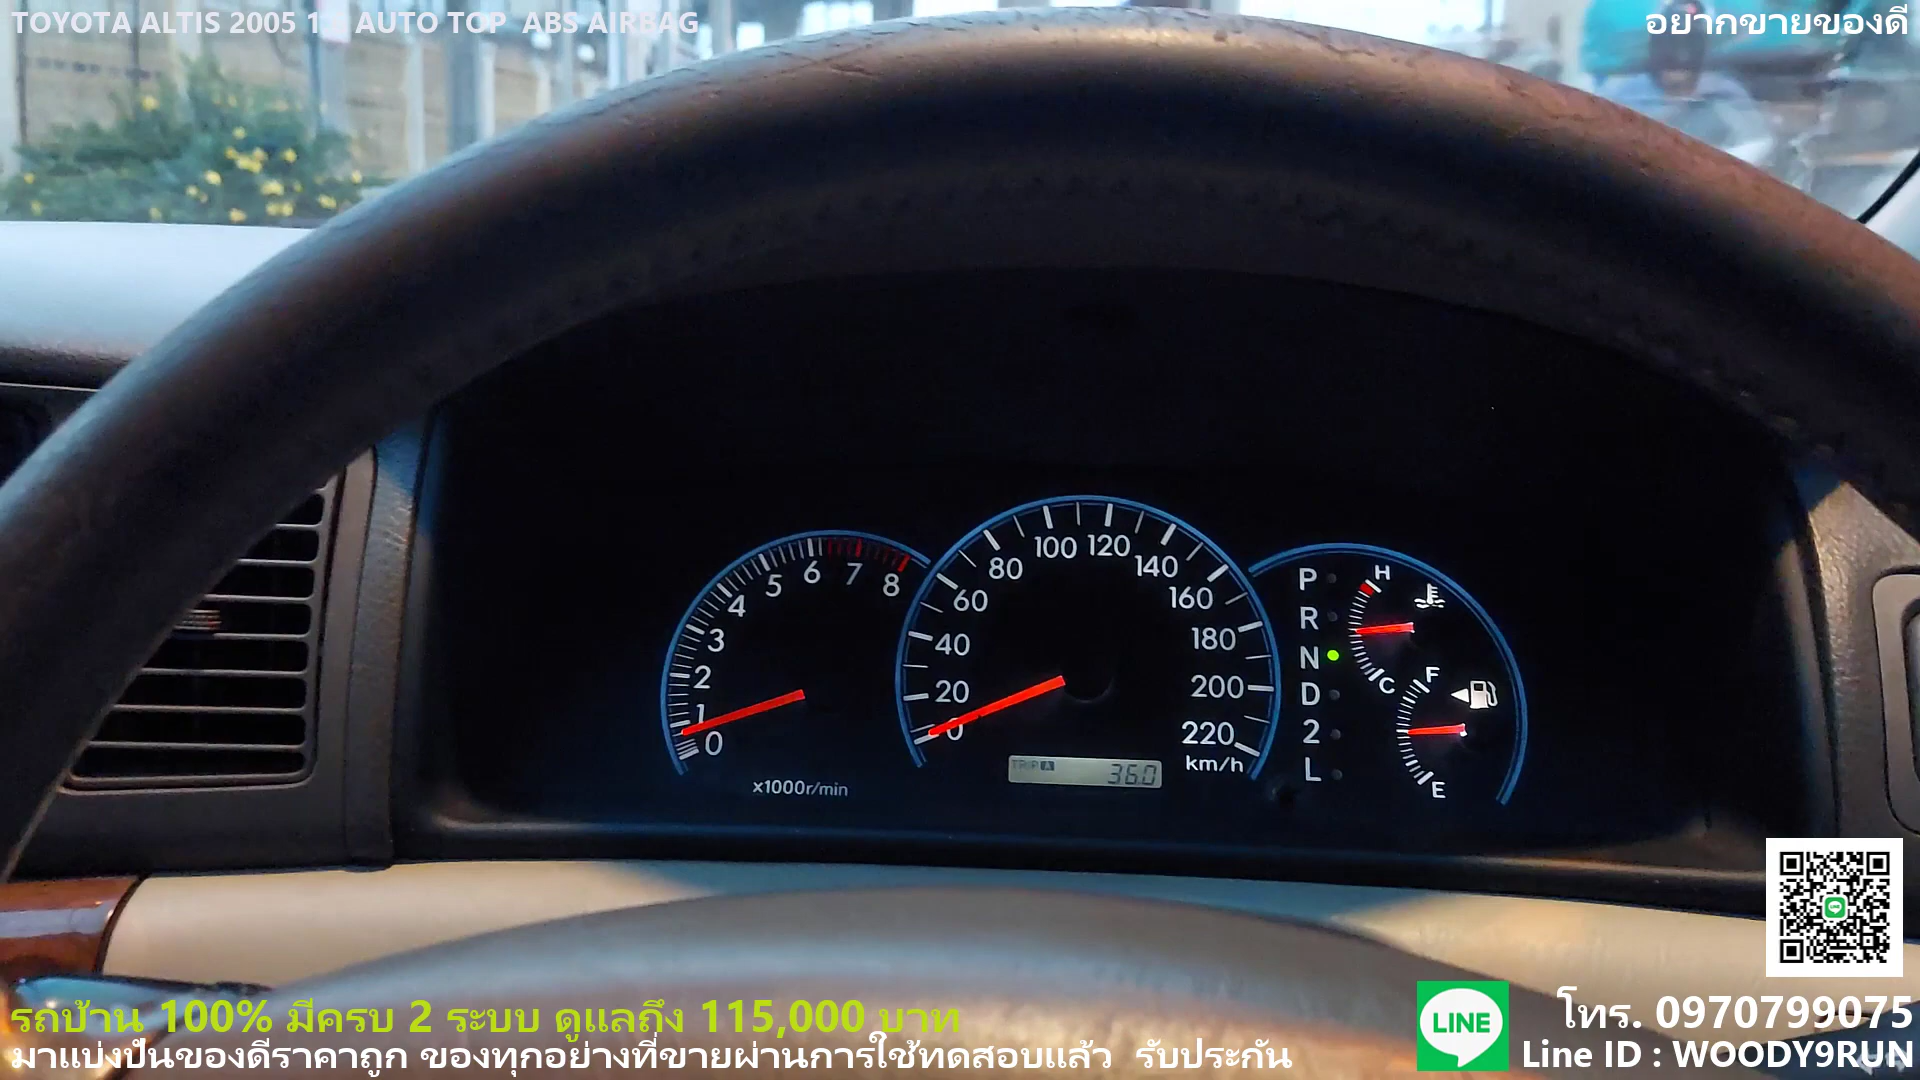 TOYOTA ALTIS 2005 1. AUTO TOP ABS AIRBAG
อยากขายของดี
0 1 2 3 4 5 6 7 8
x1000r/min
0 20 40 60 80 100 120 140 160 180 200 220
km/h
TRIP A 36.0
P
R
N
D
2
L
H
C
F
E
รถบ้าน 100% มีครบ 2 ระบบ ดูแลถึง 115,000 บาท
มาแบ่งปันของดีราคาถูก ของทุกอย่างที่ขายผ่านการใช้ทดสอบแล้ว รับประกัน
LINE
โทร. 0970799075
Line ID : WOODY9RUN